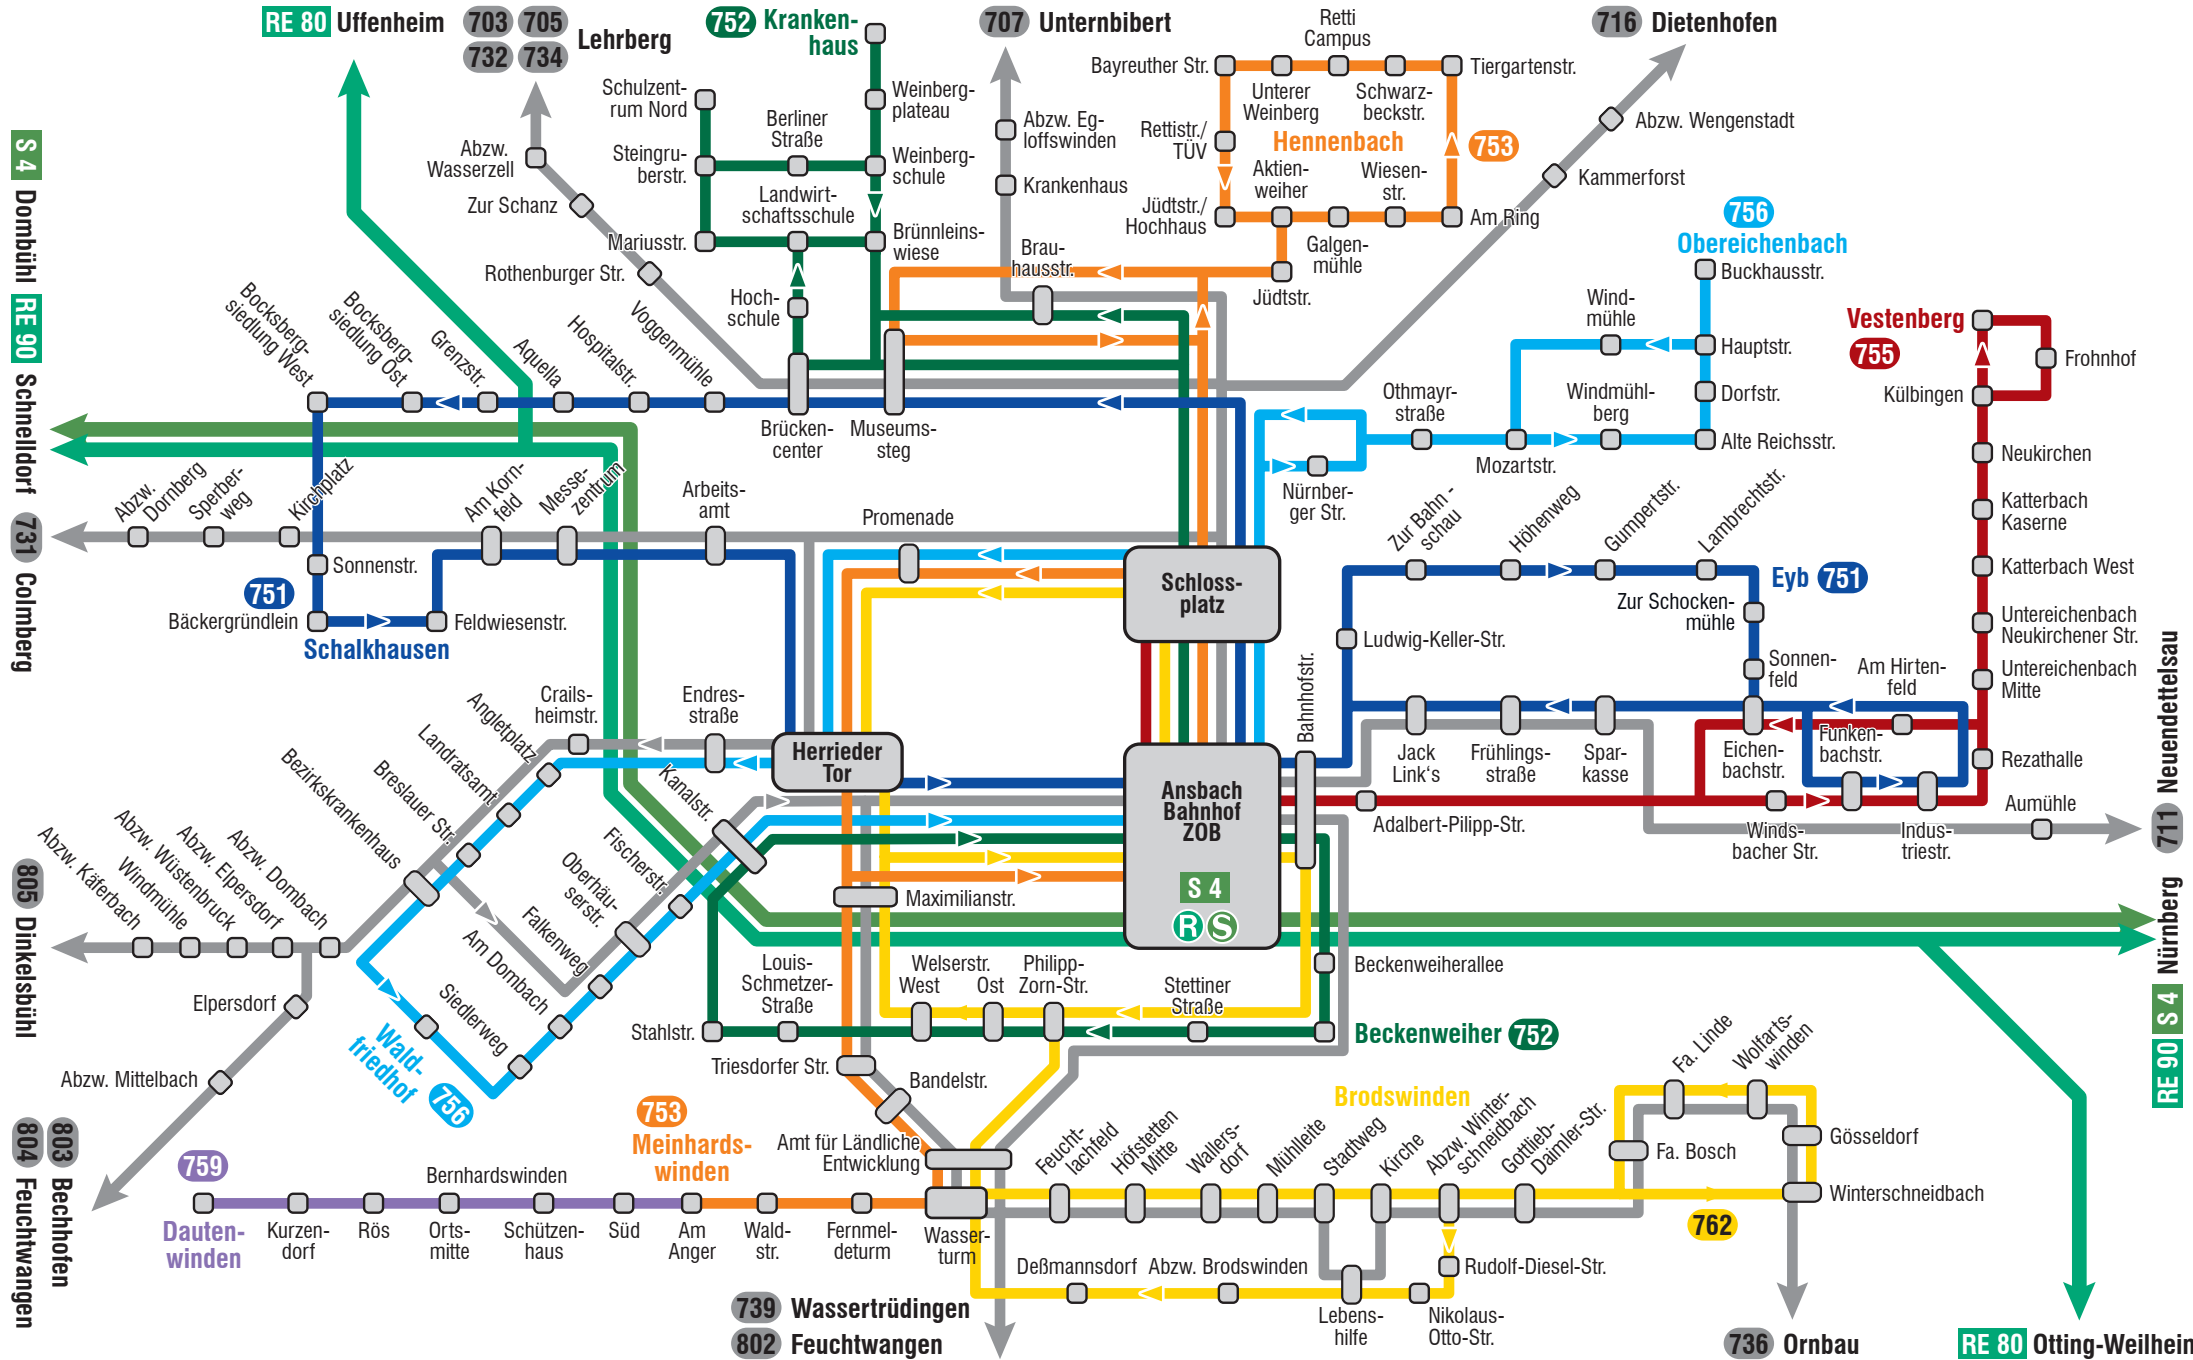 RE 80 Uffenheim
703 705
732 734
Lehrberg
752 Kranken-
haus
707 Unternbibert
Retti
Campus
716 Dietenhofen
Bayreuther Str.
Tiergartenstr.
Unterer
Weinberg
Schwarz-
beckstr.
Rettistr./
TÜV
Hennenbach
753
Aktien-
weiher
Wiesen-
str.
Jüdtstr./
Hochhaus
Am Ring
Galgen-
mühle
Jüdtstr.
Schulzent-
rum Nord
Berliner
Straße
Weinberg-
plateau
Steingru-
berstr.
Weinberg-
schule
Landwirt-
schaftsschule
Mariusstr.
Brünnleins-
wiese
Hoch-
schule
Abzw.
Wasserzell
Zur Schanz
Rothenburger Str.
Voggenmühle
Hospitalstr.
Aquella
Grenzstr.
Bocksberg-
siedlung Ost
Bocksberg-
siedlung West
Abzw. Eg-
loffswinden
Krankenhaus
Brau-
hausstr.
Abzw. Wengenstadt
Kammerforst
756
Obereichenbach
Buckhausstr.
Wind-
mühle
Hauptstr.
Dorfstr.
Othmayr-
straße
Windmühl-
berg
Mozartstr.
Alte Reichsstr.
Nürnber-
ger Str.
Vestenberg
755
Frohnhof
Külbingen
Neukirchen
Katterbach
Kaserne
Katterbach West
Untereichenbach
Neukirchener Str.
Untereichenbach
Mitte
Rezathalle
Brücken-
center
Museums-
steg
S 4 Dombühl RE 90 Schnelldorf
731 Colmberg
Abzw.
Dornberg
Sperber-
weg
Kirchplatz
Am Korn-
feld
Messe-
zentrum
Arbeits-
amt
Promenade
Sonnenstr.
751
Bäckergründlein
Feldwiesenstr.
Schalkhausen
Schloss-
platz
Zur Bahn -
schau
Höhenweg
Gumpertstr.
Lambrechtstr.
Eyb 751
Zur Schocken-
mühle
Ludwig-Keller-Str.
Sonnen-
feld
Am Hirten-
feld
Bahnhofstr.
Jack
Link's
Frühlings-
straße
Spar-
kasse
Eichen-
bachstr.
Funken-
bachstr.
Adalbert-Pilipp-Str.
Winds-
bacher Str.
Indus-
triestr.
Aumühle
711 Neuendettelsau
Crails-
heimstr.
Endres-
straße
Angletplatz
Landratsamt
Breslauer Str.
Bezirkskrankenhaus
Herrieder
Tor
Kanalstr.
Fischerstr.
Oberhäu-
serstr.
Falkenweg
Am Dombach
Siedlerweg
Wald-
friedhof
756
Ansbach
Bahnhof
ZOB
S 4
R S
Maximilianstr.
Abzw. Dombach
Abzw. Elpersdorf
Abzw. Wüstenbruck
Windmühle
Abzw. Käferbach
805 Dinkelsbühl
Elpersdorf
Abzw. Mittelbach
803 Bechhofen
804 Feuchtwangen
Louis-
Schmetzer-
Straße
Welserstr.
West
Ost
Philipp-
Zorn-Str.
Stettiner
Straße
Beckenweiherallee
Stahlstr.
Beckenweiher 752
Triesdorfer Str.
Bandelstr.
Amt für Ländliche
Entwicklung
753
Meinhards-
winden
759
Dauten-
winden
Bernhardswinden
Kurzen-
dorf
Rös
Orts-
mitte
Schützen-
haus
Süd
Am
Anger
Wald-
str.
Fernmel-
deturm
Wasser-
turm
Brodswinden
Feucht-
lachfeld
Höfstetten
Mitte
Wallers-
dorf
Mühlleite
Stadtweg
Kirche
Abzw. Winter-
schneidbach
Gottlieb-
Daimler-Str.
Fa. Linde
Wolfarts-
winden
Fa. Bosch
Gösseldorf
Winterschneidbach
762
Deßmannsdorf
Abzw. Brodswinden
Rudolf-Diesel-Str.
Lebens-
hilfe
Nikolaus-
Otto-Str.
739 Wassertrüdingen
802 Feuchtwangen
736 Ornbau
RE 80 Otting-Weilheim
RE 90 S 4 Nürnberg